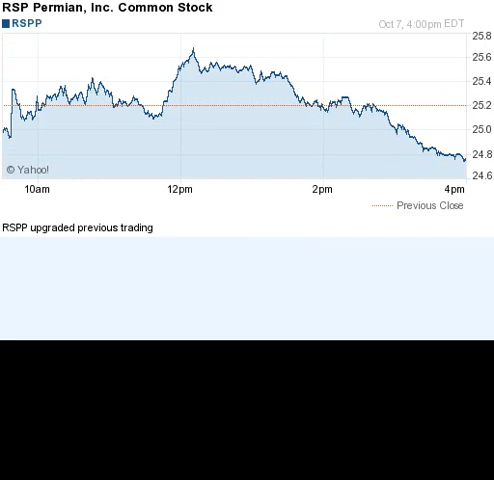 RSP Permian, Inc. Common Stock
RSPP
Oct 7, 4:00pm EDT
25.8
25.6
25.4
25.2
25.0
24.8
24.6
© Yahoo!
10am 12pm 2pm 4pm
Previous Close
RSPP upgraded previous trading